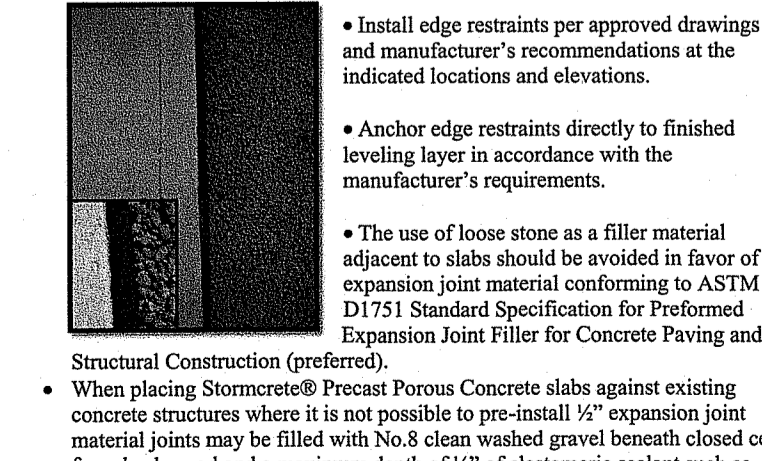 • Install edge restraints per approved drawings
and manufacturer's recommendations at the
indicated locations and elevations.
• Anchor edge restraints directly to finished
leveling layer in accordance with the
manufacturer's requirements.
• The use of loose stone as a filler material
adjacent to slabs should be avoided in favor of
expansion joint material conforming to ASTM
D1751 Standard Specification for Preformed
Expansion Joint Filler for Concrete Paving and
Structural Construction (preferred).
• When placing Stormcrete® Precast Porous Concrete slabs against existing
concrete structures where it is not possible to pre-install ½” expansion joint
material joints may be filled with No.8 clean washed gravel beneath closed